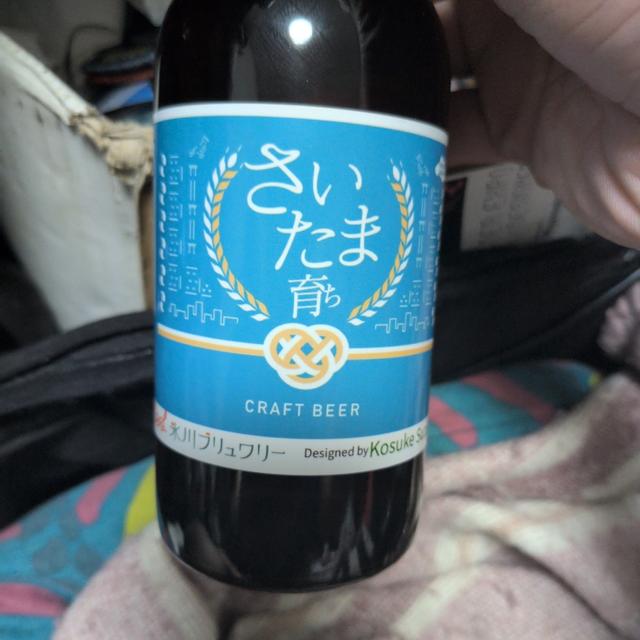 さい
たま
育ち
CRAFT BEER
氷川ブリュワリー
Designed by Kosuke